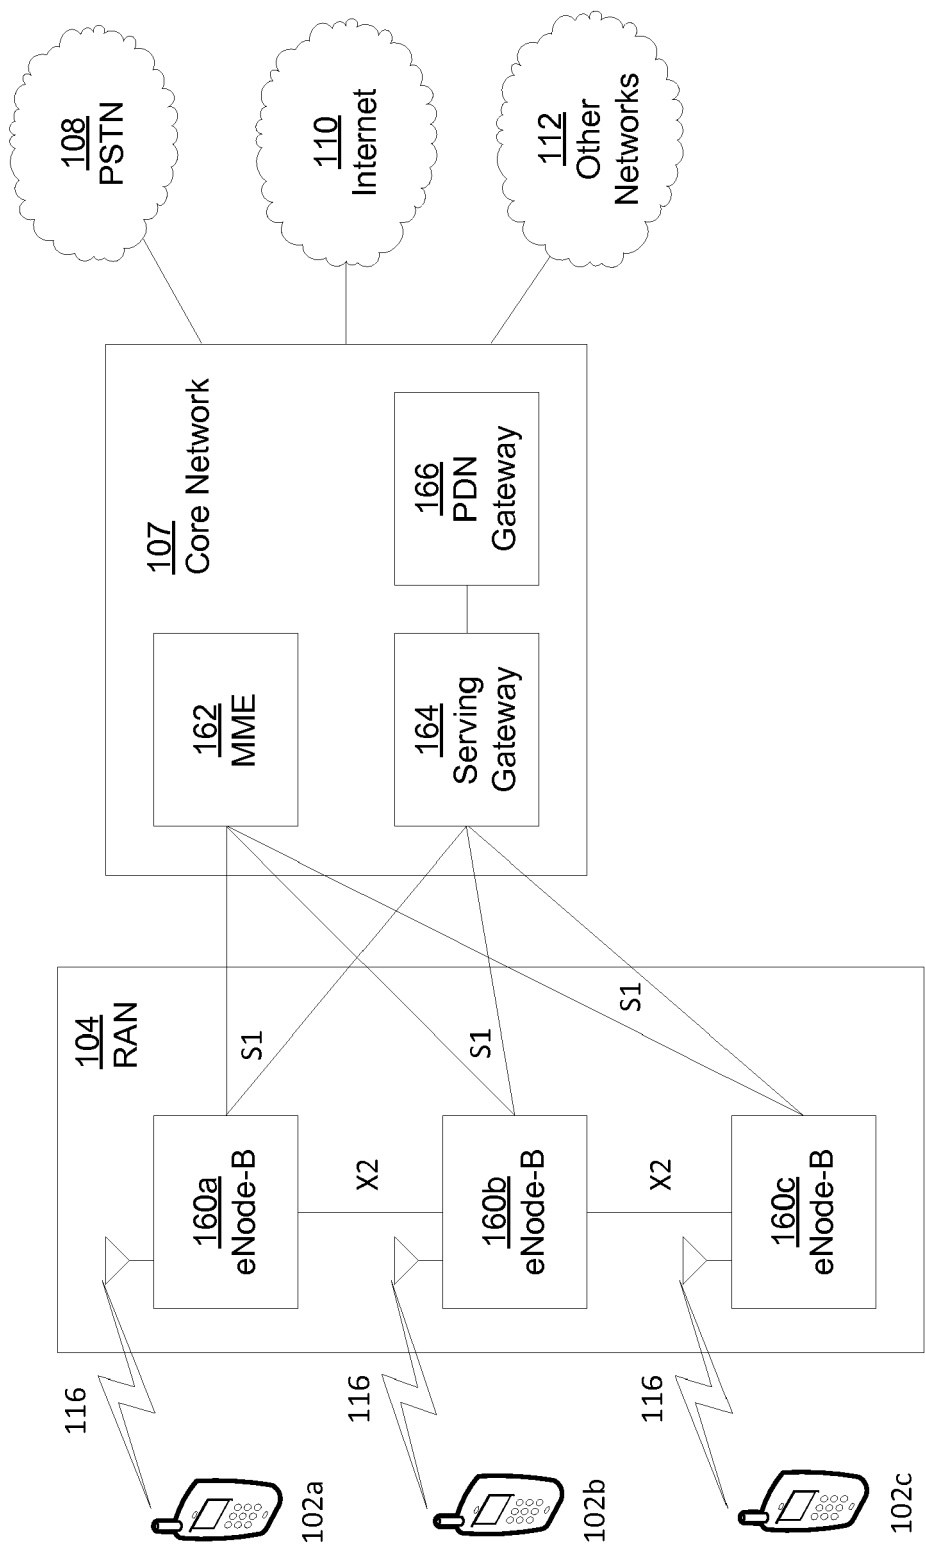 102a
102b
102c
116
116
116
104
RAN
160a
eNode-B
160b
eNode-B
160c
eNode-B
X2
X2
S1
S1
S1
107
Core Network
162
MME
164
Serving
Gateway
166
PDN
Gateway
108
PSTN
110
Internet
112
Other
Networks